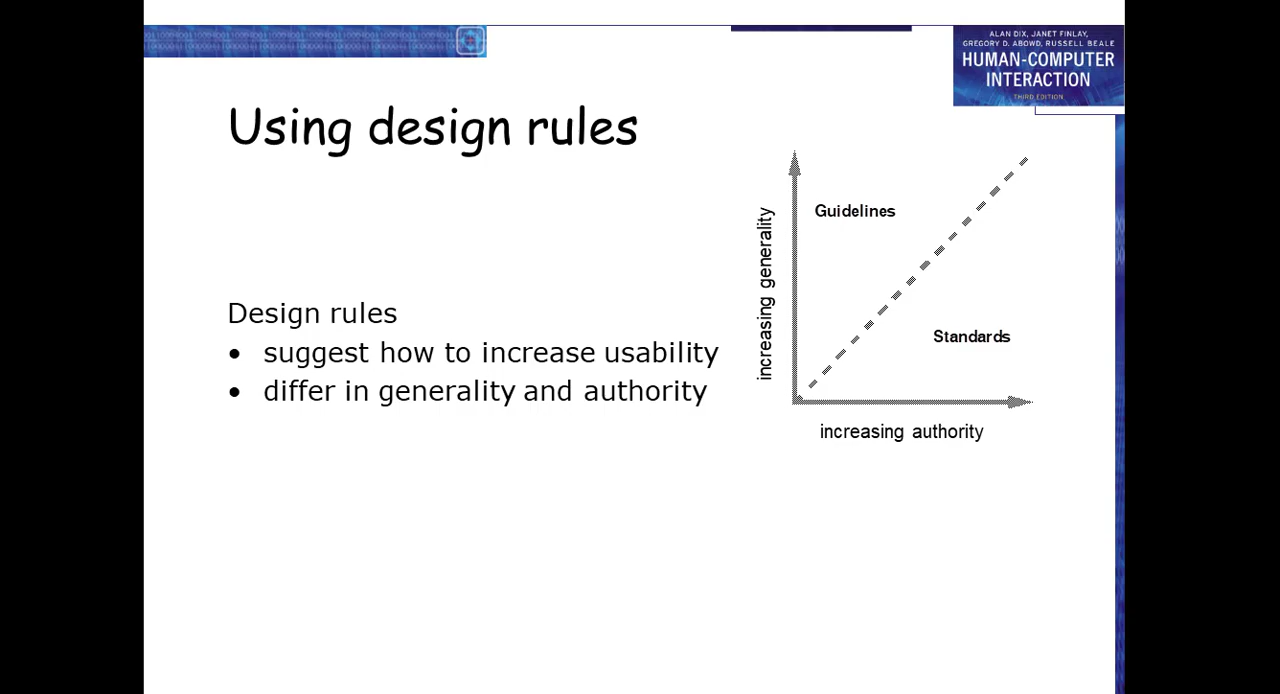 ALAN DIX, JANET FINLAY,
GREGORY D. ABOWD, RUSSELL BEALE
HUMAN-COMPUTER
INTERACTION
THIRD EDITION
Using design rules
Design rules
• suggest how to increase usability
• differ in generality and authority
increasing generality
Guidelines
Standards
increasing authority